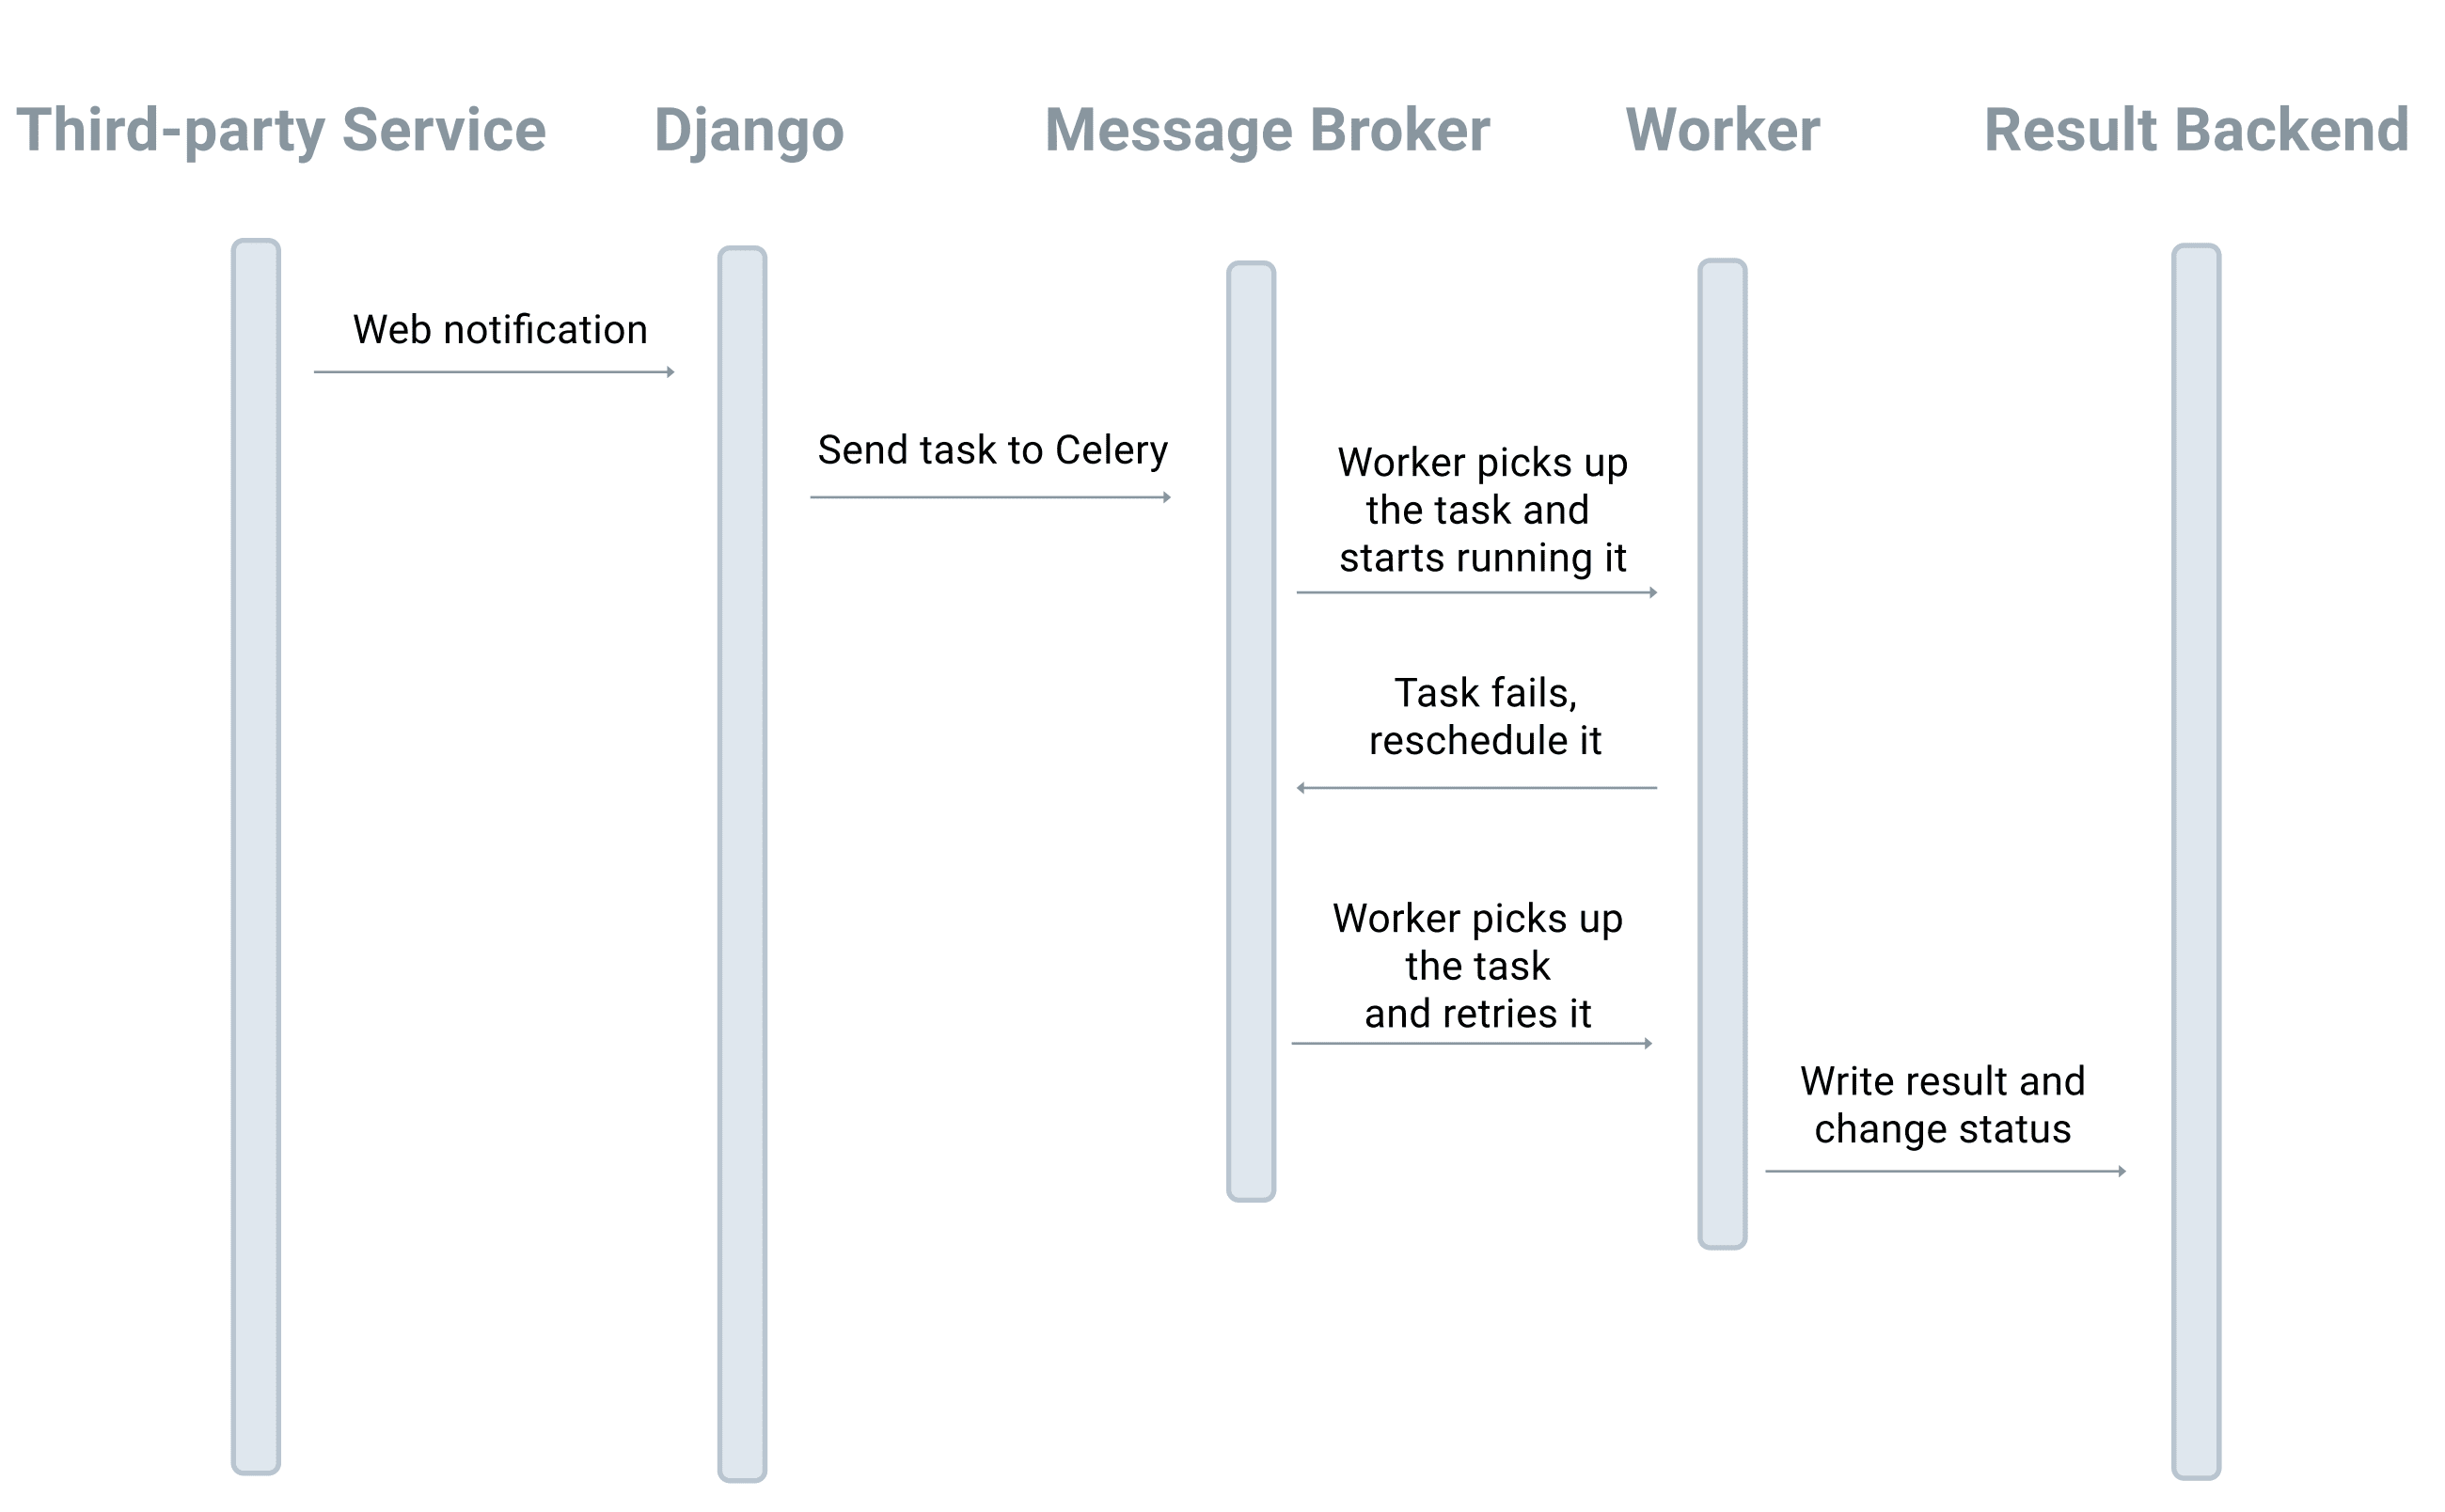 Third-party Service
Django
Message Broker
Worker
Result Backend
Web notification
Send task to Celery
Worker picks up
the task and
starts running it
Task fails,
reschedule it
Worker picks up
the task
and retries it
Write result and
change status